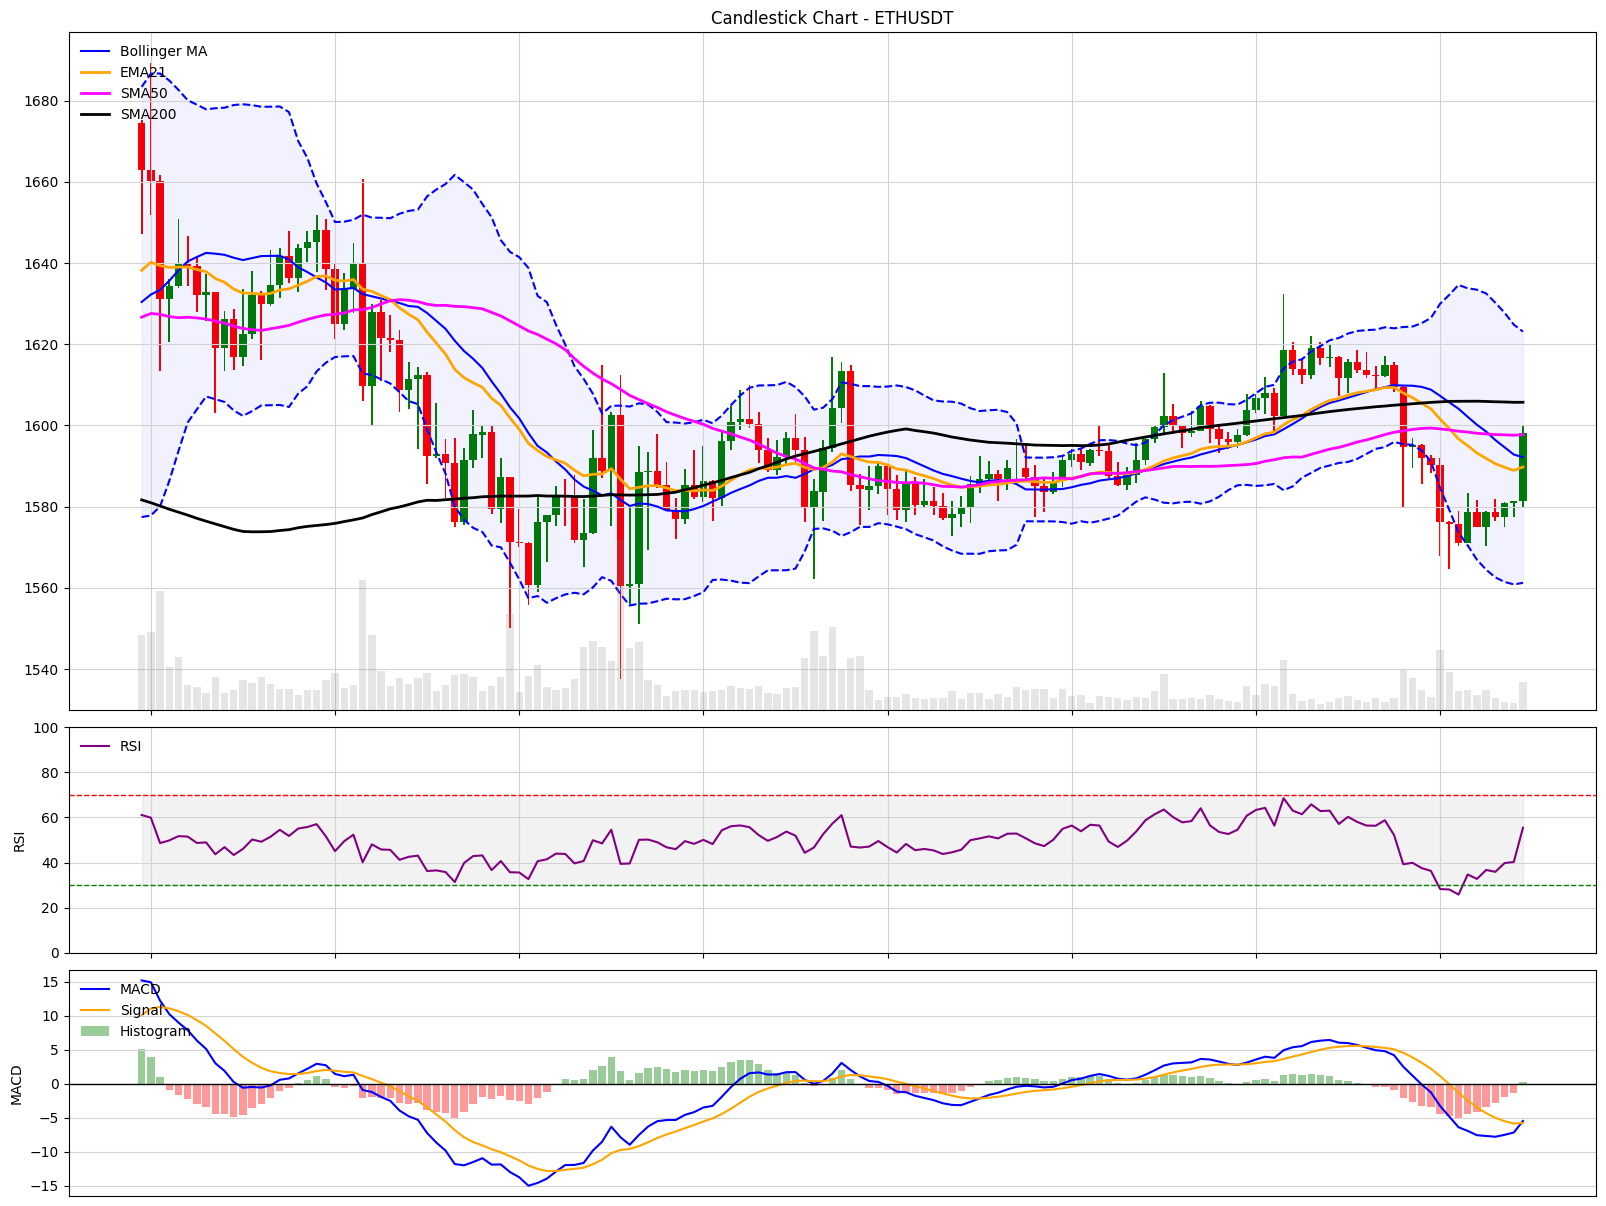 Candlestick Chart - ETHUSDT
Bollinger MA
EMA21
SMA50
SMA200
1680
1660
1640
1620
1600
1580
1560
1540
RSI
100
80
60
40
20
0
RSI
MACD
Signal
Histogram
15
10
5
0
−5
−10
−15
MACD